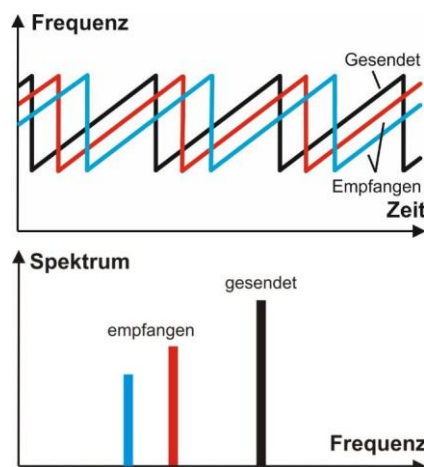 Frequenz
Gesendet
Empfangen
Zeit
Spektrum
gesendet
empfangen
Frequenz